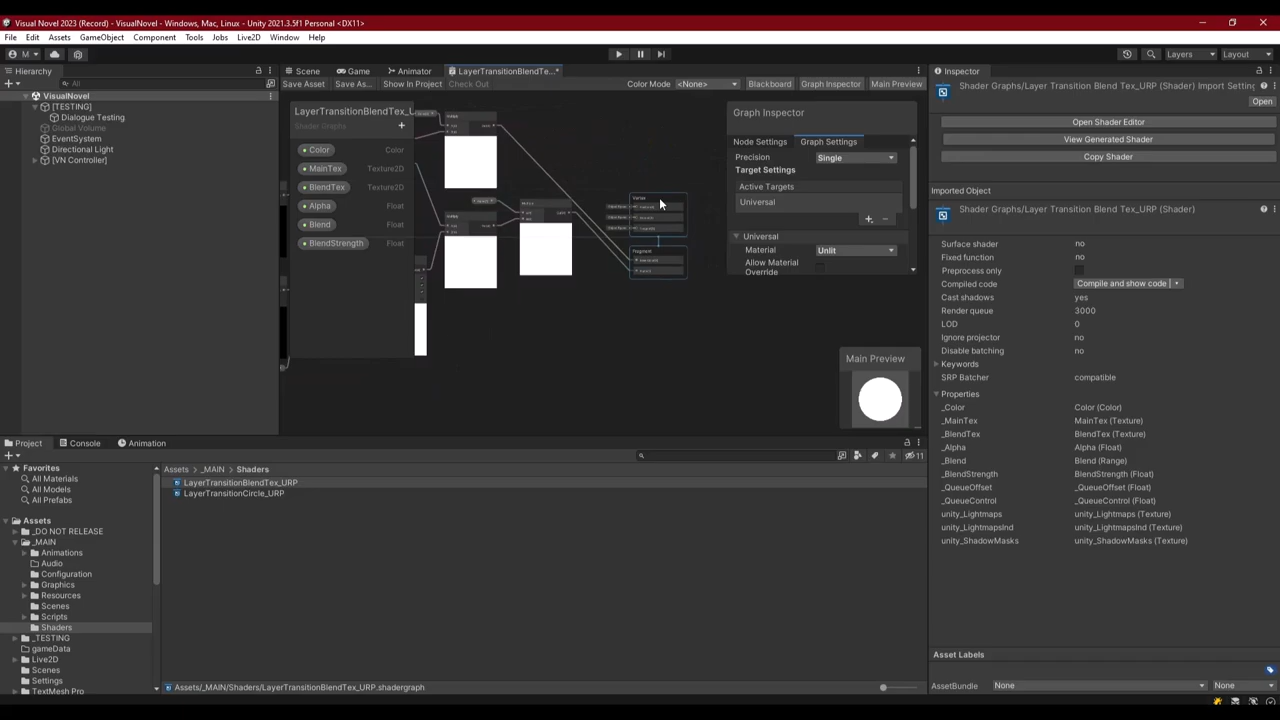 Visual Novel 2023 (Record) - VisualNovel - Windows, Mac, Linux - Unity 2021.3.5f1 Personal <DX11>
File Edit Assets GameObject Component Tools Jobs Live2D Window Help
M
Layers Layout
Hierarchy
All
VisualNovel
[TESTING]
Dialogue Testing
Global Volume
EventSystem
Directional Light
[VN Controller]
Scene Game Animator LayerTransitionBlendTe...*
Save Asset Save As... Show In Project Check Out Color Mode <None> Blackboard Graph Inspector Main Preview
LayerTransitionBlendTex_U
Shader Graphs
Color Color
MainTex Texture2D
BlendTex Texture2D
Alpha Float
Blend Float
BlendStrength Float
Vertex
Fragment
Graph Inspector
Node Settings Graph Settings
Precision Single
Target Settings
Active Targets
Universal
Universal
Material Unlit
Allow Material
Override
Main Preview
Inspector
Shader Graphs/Layer Transition Blend Tex_URP (Shader) Import Setting
Open
Open Shader Editor
View Generated Shader
Copy Shader
Imported Object
Shader Graphs/Layer Transition Blend Tex_URP (Shader)
Surface shader no
Fixed function no
Preprocess only
Compiled code Compile and show code
Cast shadows yes
Render queue 3000
LOD 0
Ignore projector no
Disable batching no
Keywords
SRP Batcher compatible
Properties
_Color Color (Color)
_MainTex MainTex (Texture)
_BlendTex BlendTex (Texture)
_Alpha Alpha (Float)
_Blend Blend (Range)
_BlendStrength BlendStrength (Float)
_QueueOffset _QueueOffset (Float)
_QueueControl _QueueControl (Float)
unity_Lightmaps unity_Lightmaps (Texture)
unity_LightmapsInd unity_LightmapsInd (Texture)
unity_ShadowMasks unity_ShadowMasks (Texture)
Asset Labels
AssetBundle None None
Project Console Animation
11
Favorites
All Materials
All Models
All Prefabs
Assets
_DO NOT RELEASE
_MAIN
Animations
Audio
Configuration
Graphics
Resources
Scenes
Scripts
Shaders
_TESTING
gameData
Live2D
Scenes
Settings
TextMesh Pro
Assets _MAIN Shaders
LayerTransitionBlendTex_URP
LayerTransitionCircle_URP
Assets/_MAIN/Shaders/LayerTransitionBlendTex_URP.shadergraph